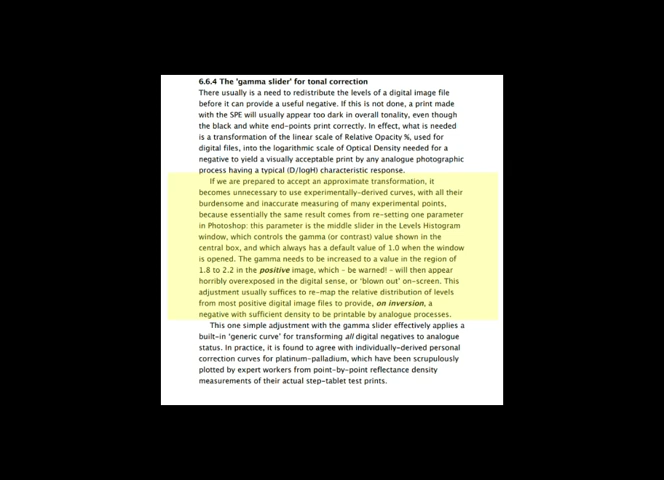 6.6.4 The 'gamma slider' for tonal correction
There usually is a need to redistribute the levels of a digital image file
before it can provide a useful negative. If this is not done, a print made
with the SPE will usually appear too dark in overall tonality, even though
the black and white end-points print correctly. In effect, what is needed
is a transformation of the linear scale of Relative Opacity %, used for
digital files, into the logarithmic scale of Optical Density needed for a
negative to yield a visually acceptable print by any analogue photographic
process having a typical (D/logH) characteristic response.
If we are prepared to accept an approximate transformation, it
becomes unnecessary to use experimentally-derived curves, with all their
burdensome and inaccurate measuring of many experimental points,
because essentially the same result comes from re-setting one parameter
in Photoshop: this parameter is the middle slider in the Levels Histogram
window, which controls the gamma (or contrast) value shown in the
central box, and which always has a default value of 1.0 when the window
is opened. The gamma needs to be increased to a value in the region of
1.8 to 2.2 in the positive image, which - be warned! - will then appear
horribly overexposed in the digital sense, or 'blown out' on-screen. This
adjustment usually suffices to re-map the relative distribution of levels
from most positive digital image files to provide, on inversion, a
negative with sufficient density to be printable by analogue processes.
This one simple adjustment with the gamma slider effectively applies a
built-in 'generic curve' for transforming all digital negatives to analogue
status. In practice, it is found to agree with individually-derived personal
correction curves for platinum-palladium, which have been scrupulously
plotted by expert workers from point-by-point reflectance density
measurements of their actual step-tablet test prints.